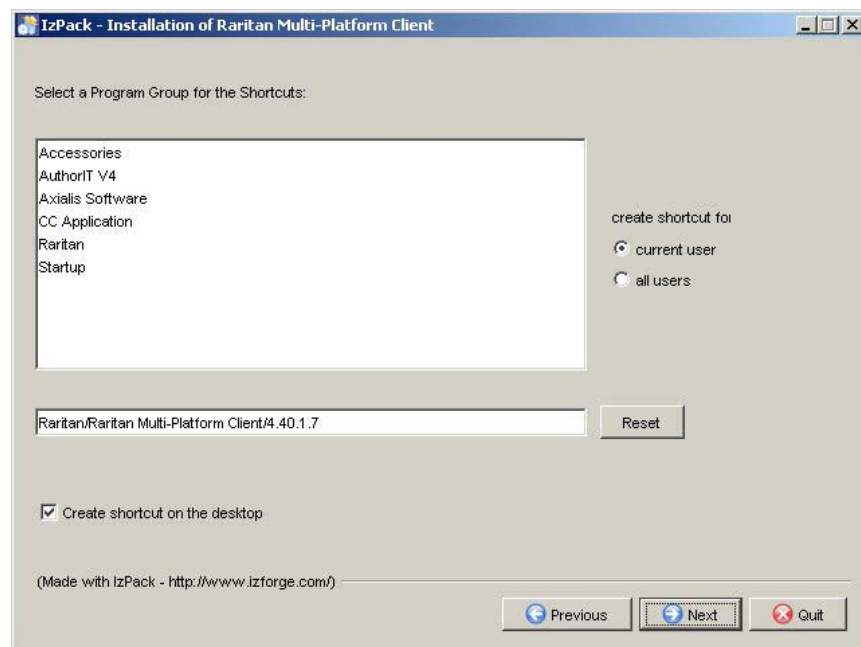 IzPack - Installation of Raritan Multi-Platform Client
Select a Program Group for the Shortcuts:
Accessories
AuthorIT V4
Axialis Software
CC Application
Raritan
Startup
create shortcut for
current user
all users
Raritan/Raritan Multi-Platform Client/4.40.1.7
Reset
Create shortcut on the desktop
(Made with IzPack - http://www.izforge.com/)
Previous
Next
Quit